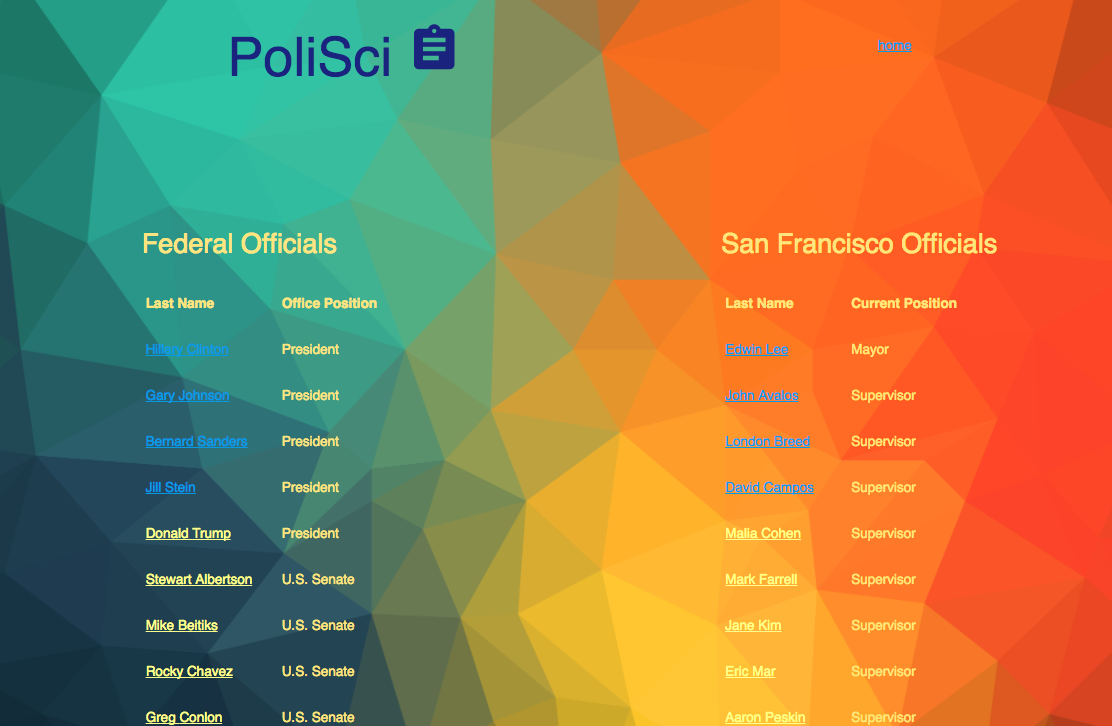 PoliSci
home
Federal Officials
Last Name Office Position
Hillary Clinton President
Gary Johnson President
Bernard Sanders President
Jill Stein President
Donald Trump President
Stewart Albertson U.S. Senate
Mike Beitiks U.S. Senate
Rocky Chavez U.S. Senate
Greg Conlon U.S. Senate
San Francisco Officials
Last Name Current Position
Edwin Lee Mayor
John Avalos Supervisor
London Breed Supervisor
David Campos Supervisor
Malia Cohen Supervisor
Mark Farrell Supervisor
Jane Kim Supervisor
Eric Mar Supervisor
Aaron Peskin Supervisor